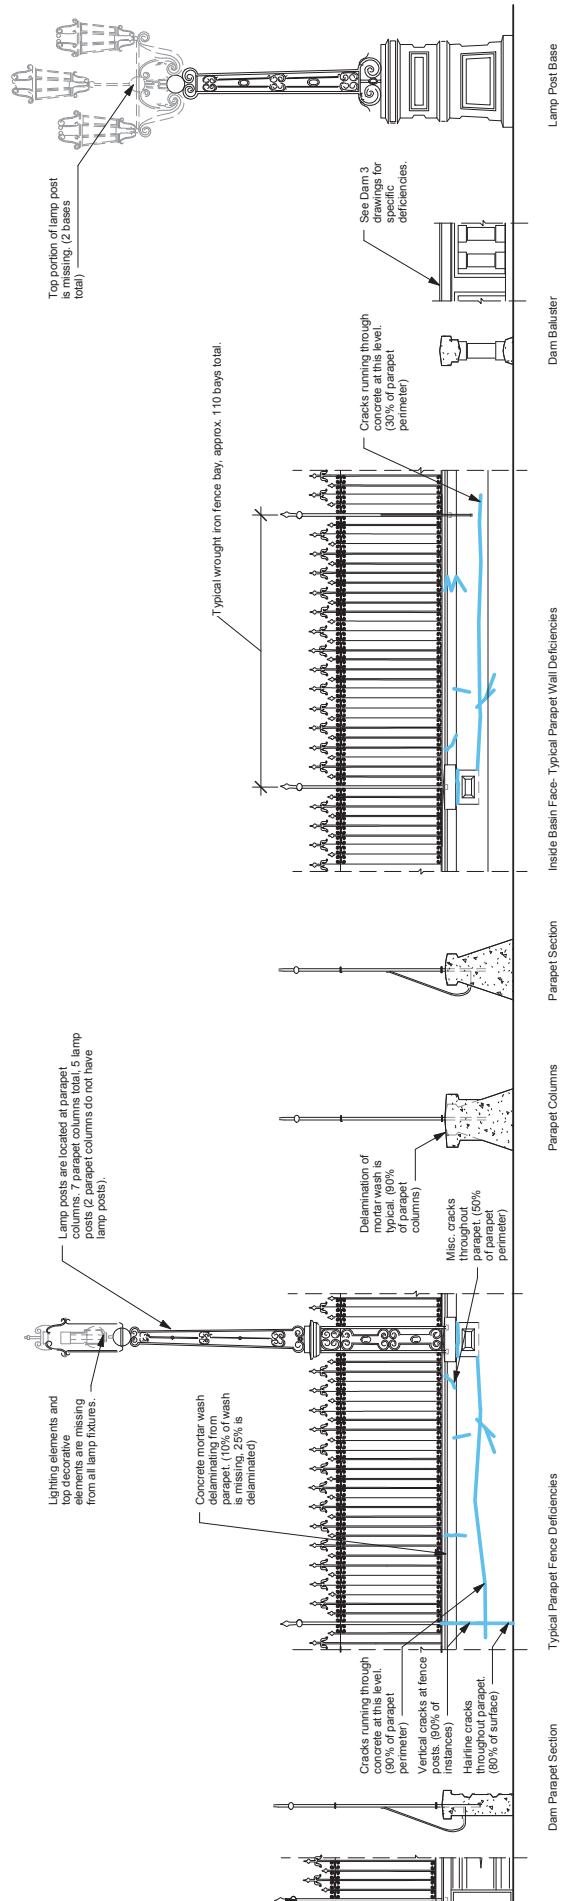 Lighting elements and
top decorative
elements are missing
from all lamp fixtures.
Lamp posts are located at parapet
columns. 7 parapet columns total, 5 lamp
posts (2 parapet columns do not have
lamp posts).
Concrete mortar wash
delaminating from
parapet. (10% of wash
is missing, 25% is
delaminated)
Cracks running through
concrete at this level.
(90% of parapet
perimeter)
Vertical cracks at fence
posts. (90% of
instances)
Hairline cracks
throughout parapet.
(80% of surface)
Delamination of
mortar wash is
typical. (90%
of parapet
columns)
Misc. cracks
throughout
parapet. (50%
of parapet
perimeter)
Typical wrought iron fence bay, approx. 110 bays total.
Cracks running through
concrete at this level.
(30% of parapet
perimeter)
Top portion of lamp post
is missing. (2 bases
total)
See Dam 3
drawings for
specific
deficiencies.
Dam Parapet Section
Typical Parapet Fence Deficiencies
Parapet Columns
Parapet Section
Inside Basin Face- Typical Parapet Wall Deficiencies
Dam Baluster
Lamp Post Base